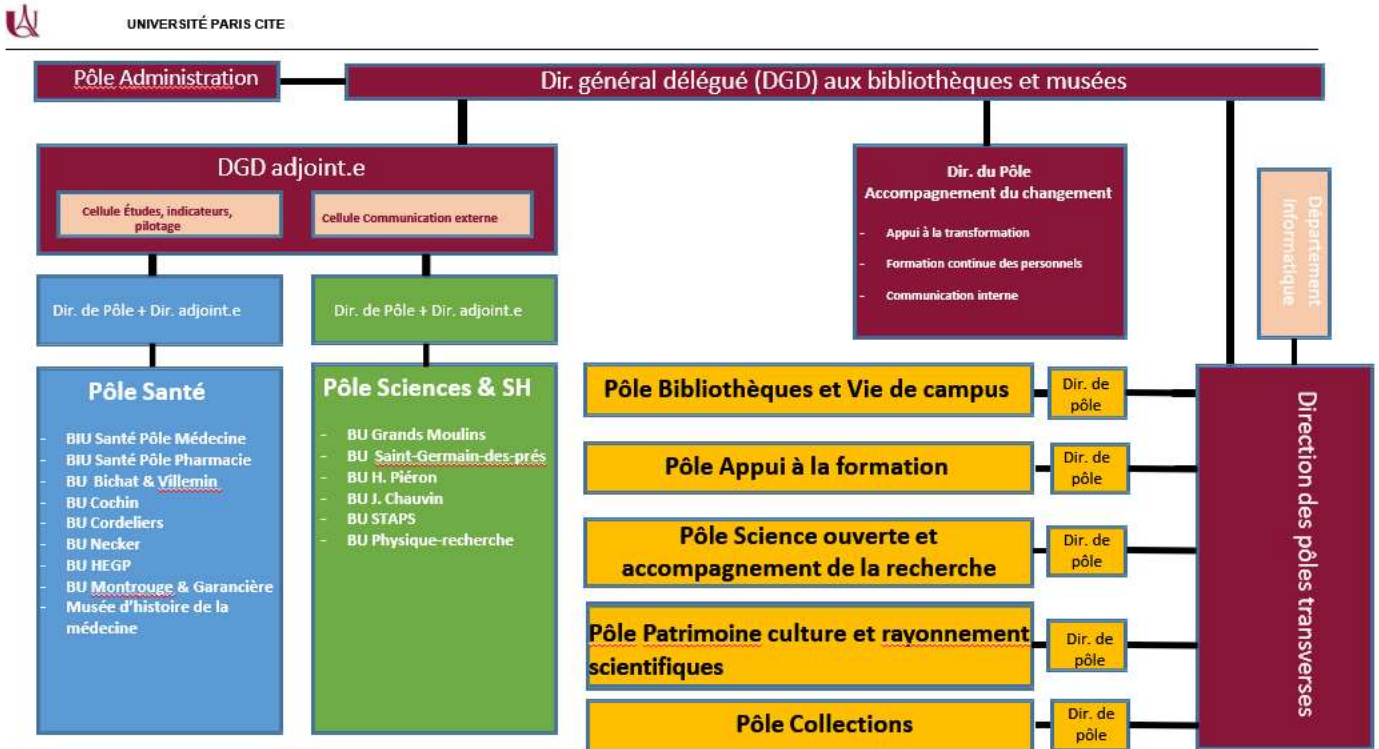 UNIVERSITÉ PARIS CITE
Pôle Administration
Dir. général délégué (DGD) aux bibliothèques et musées
DGD adjoint.e
Cellule Études, indicateurs,
pilotage
Cellule Communication externe
Dir. du Pôle
Accompagnement du changement
- Appui à la transformation
- Formation continue des personnels
- Communication interne
Département
informatique
Dir. de Pôle + Dir. adjoint.e
Dir. de Pôle + Dir. adjoint.e
Pôle Santé
- BIU Santé Pôle Médecine
- BIU Santé Pôle Pharmacie
- BU Bichat & Villemin
- BU Cochin
- BU Cordeliers
- BU Necker
- BU HEGP
- BU Montrouge & Garancière
- Musée d'histoire de la
médecine
Pôle Sciences & SH
- BU Grands Moulins
- BU Saint-Germain-des-prés
- BU H. Piéron
- BU J. Chauvin
- BU STAPS
- BU Physique-recherche
Pôle Bibliothèques et Vie de campus
Dir. de
pôle
Pôle Appui à la formation
Dir. de
pôle
Pôle Science ouverte et
accompagnement de la recherche
Dir. de
pôle
Pôle Patrimoine culture et rayonnement
scientifiques
Dir. de
pôle
Pôle Collections
Dir. de
pôle
Direction des pôles transverses